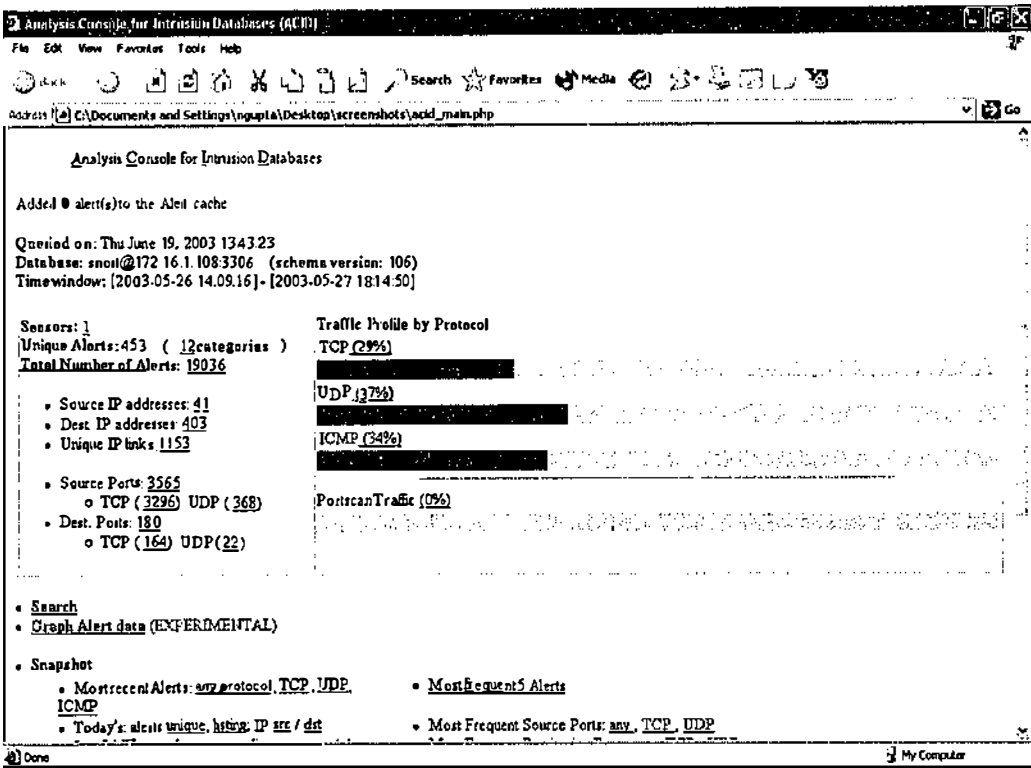 Analysis Console for Intrusion Databases (ACID)
File Edit View Favorites Tools Help
Back Search Favorites Media
Address C:\Documents and Settings\ngupta\Desktop\screenshots\acid_main.php Go
Analysis Console for Intrusion Databases
Added 0 alert(s)to the Alert cache
Queried on: Thu June 19, 2003 13:43:23
Database: snort@172.16.1.108:3306 (schema version: 106)
Timewindow: [2003-05-26 14:09:16] - [2003-05-27 18:14:50]
Sensors: 1
Unique Alerts: 453 ( 12categories )
Total Number of Alerts: 19036
• Source IP addresses: 41
• Dest. IP addresses: 403
• Unique IP links 1153
• Source Ports: 3565
o TCP ( 3296) UDP ( 368)
• Dest. Ports: 180
o TCP ( 164) UDP(22)
Traffic Profile by Protocol
TCP (29%)
UDP (37%)
ICMP (34%)
Portscan Traffic (0%)
• Search
• Graph Alert data (EXPERIMENTAL)
• Snapshot
• Most recent Alerts: any protocol, TCP, UDP,
ICMP
• Today's: alerts unique, listing; IP src / dst
• Most frequent 5 Alerts
• Most Frequent Source Ports: any , TCP , UDP
Done My Computer